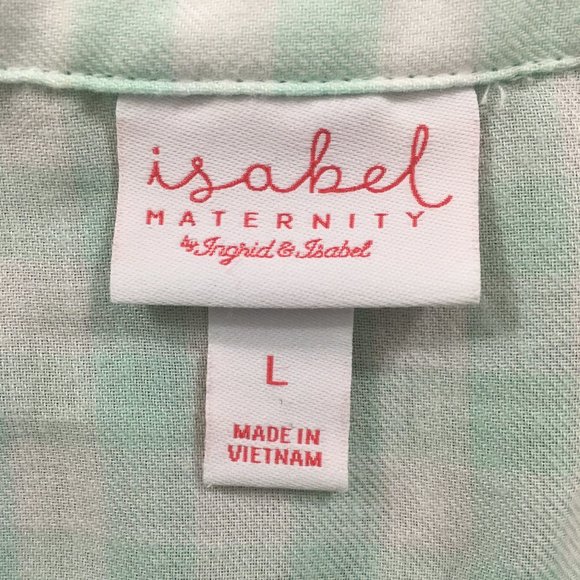 isabel
MATERNITY
by Ingrid & Isabel
L
MADE IN
VIETNAM